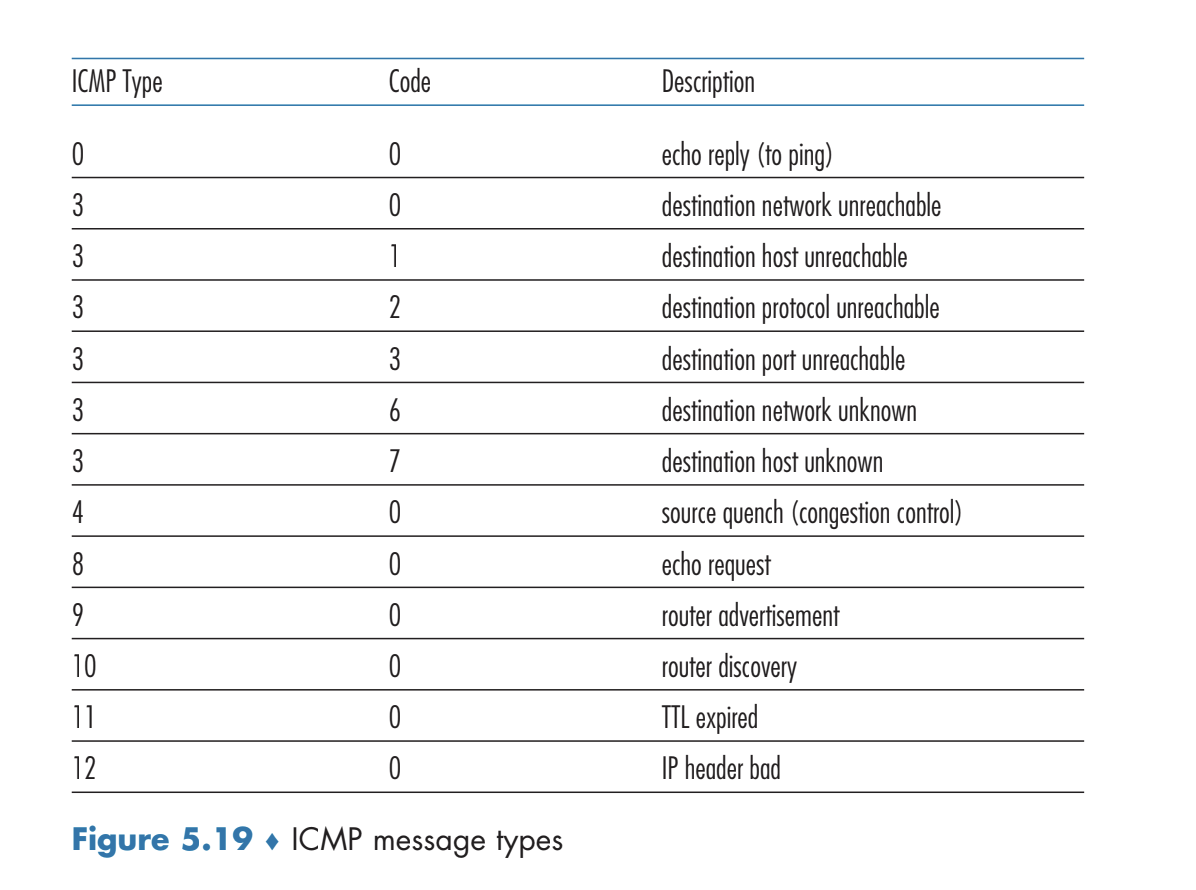 ICMP Type Code Description
0 0 echo reply (to ping)
3 0 destination network unreachable
3 1 destination host unreachable
3 2 destination protocol unreachable
3 3 destination port unreachable
3 6 destination network unknown
3 7 destination host unknown
4 0 source quench (congestion control)
8 0 echo request
9 0 router advertisement
10 0 router discovery
11 0 TTL expired
12 0 IP header bad
Figure 5.19 ♦ ICMP message types